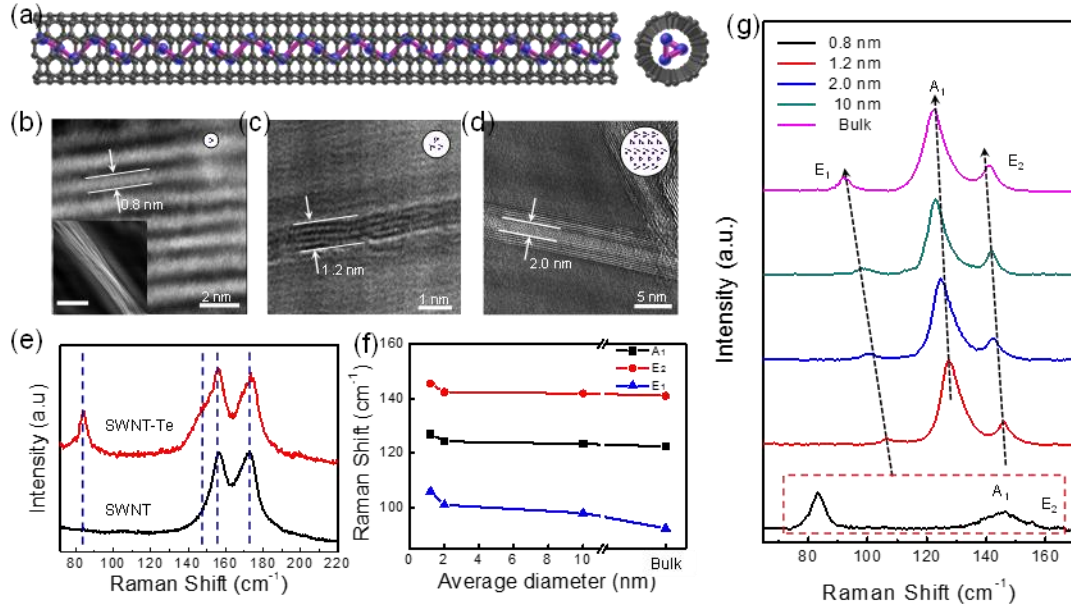 (a)
(b)
0.8 nm
2 nm
(c)
1.2 nm
1 nm
(d)
2.0 nm
5 nm
(e)
Intensity (a.u)
SWNT-Te
SWNT
80 100 120 140 160 180 200 220
Raman Shift (cm-1)
(f)
Raman Shift (cm-1)
160
140
120
100
A1
E2
E1
0 2 4 6 8 10 Bulk
Average diameter (nm)
(g)
Intensity (a.u.)
0.8 nm
1.2 nm
2.0 nm
10 nm
Bulk
A1
E1
E2
A1
E2
80 100 120 140 160
Raman Shift (cm-1)